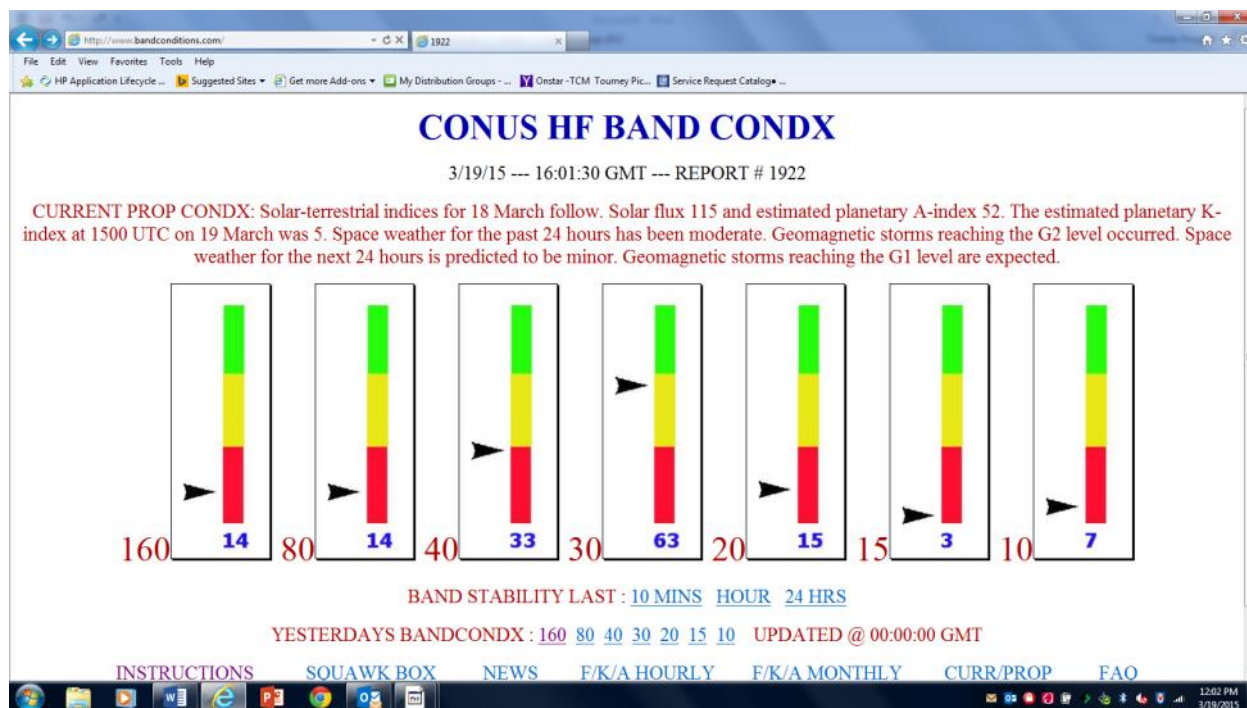 http://www.bandconditions.com/
1922
File Edit View Favorites Tools Help
HP Application Lifecycle ... Suggested Sites Get more Add-ons My Distribution Groups - ... Onstar -TCM Tourney Pic... Service Request Catalog ...
CONUS HF BAND CONDX
3/19/15 --- 16:01:30 GMT --- REPORT # 1922
CURRENT PROP CONDX: Solar-terrestrial indices for 18 March follow. Solar flux 115 and estimated planetary A-index 52. The estimated planetary K-
index at 1500 UTC on 19 March was 5. Space weather for the past 24 hours has been moderate. Geomagnetic storms reaching the G2 level occurred. Space
weather for the next 24 hours is predicted to be minor. Geomagnetic storms reaching the G1 level are expected.
160 14 80 14 40 33 30 63 20 15 15 3 10 7
BAND STABILITY LAST : 10 MINS HOUR 24 HRS
YESTERDAYS BANDCONDX : 160 80 40 30 20 15 10 UPDATED @ 00:00:00 GMT
INSTRUCTIONS SQUAWK BOX NEWS F/K/A HOURLY F/K/A MONTHLY CURR/PROP FAQ
12:02 PM
3/19/2015